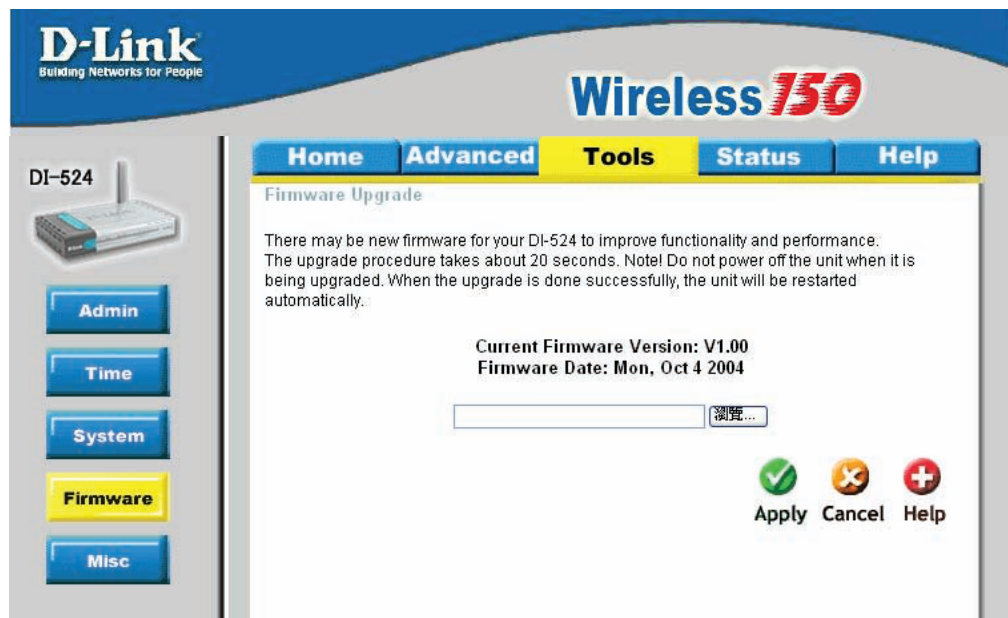 D-Link
Building Networks for People
Wireless 150
DI-524
Home
Advanced
Tools
Status
Help
Admin
Time
System
Firmware
Misc
Firmware Upgrade
There may be new firmware for your DI-524 to improve functionality and performance.
The upgrade procedure takes about 20 seconds. Note! Do not power off the unit when it is
being upgraded. When the upgrade is done successfully, the unit will be restarted
automatically.
Current Firmware Version: V1.00
Firmware Date: Mon, Oct 4 2004
瀏覽...
Apply
Cancel
Help